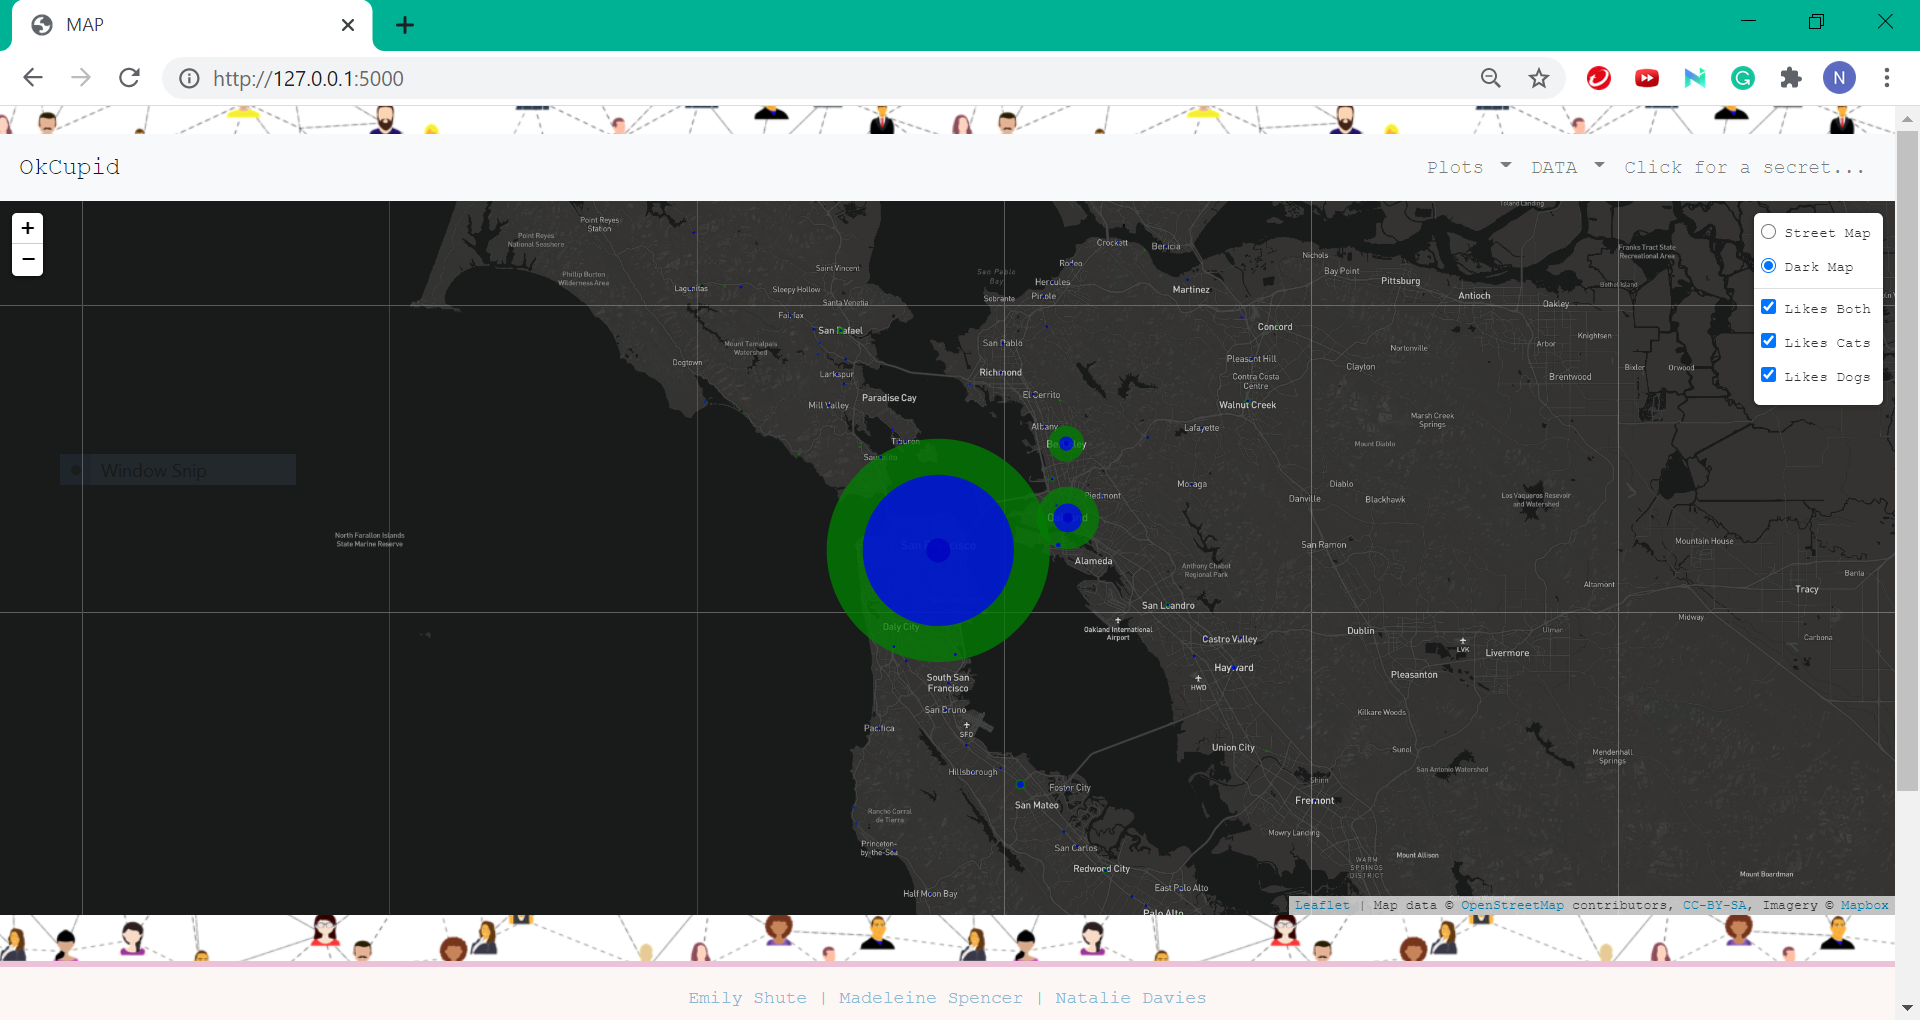 MAP
http://127.0.0.1:5000
N
OkCupid
Plots
DATA
Click for a secret...
+
−
Street Map
Dark Map
Likes Both
Likes Cats
Likes Dogs
Window Snip
Point Reyes
Station
Point Reyes
National Seashore
Phillip Burton
Wilderness Area
Saint Vincent
Lagunitas
Sleepy Hollow
Santa Venetia
Fairfax
San Rafael
Mount Tamalpais
Watershed
Dogtown
Larkspur
Mill Valley
Paradise Cay
Tiburon
San Pablo
Bay
Crockett
Benicia
Rodeo
Hercules
Pinole
Sobrante
Martinez
San Pablo
Richmond
El Cerrito
Albany
Nichols
Bay Point
Pittsburg
Antioch
Oakley
Concord
Pleasant Hill
Contra Costa
Centre
Walnut Creek
Lafayette
Clayton
Nortonville
Marsh Creek
Springs
Mount Diablo
Arbor
Knightsen
Brentwood
Bixler
Orwood
Toland Landing
Franks Tract State
Recreational Area
Bethel Island
Piedmont
Moraga
Danville
Diablo
Blackhawk
Los Vaqueros Resevoir
and Watershed
North Farallon Islands
State Marine Reserve
San Francisco
Alameda
San Ramon
Anthony Chabot
Regional Park
Mountain House
Altamont
Banta
Tracy
San Leandro
Oakland International
Airport
Daly City
Castro Valley
Dublin
Ulmar
Midway
Carbona
LVK
Livermore
Hayward
HWD
Pleasanton
South San
Francisco
San Bruno
Kilkare Woods
Pacifica
SFO
Union City
Sunol
Mendenhall
Springs
San Antonio Watershed
Hillsborough
Foster City
Shinn
San Mateo
Fremont
Rancho Corral
de Tierra
Mowry Landing
Princeton-
by-the-Sea
San Carlos
Mount Allison
Redwood City
WARM
SPRINGS
DISTRICT
Mount Boardman
Half Moon Bay
East Palo Alto
Palo Alto
Leaflet | Map data © OpenStreetMap contributors, CC-BY-SA, Imagery © Mapbox
Emily Shute | Madeleine Spencer | Natalie Davies